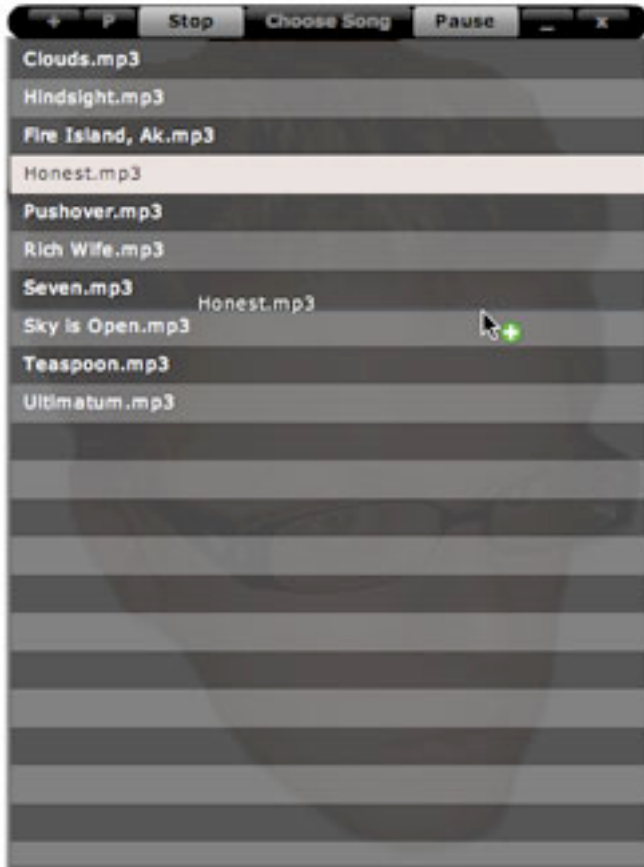 + P Stop Choose Song Pause _ x
Clouds.mp3
Hindsight.mp3
Fire Island, Ak.mp3
Honest.mp3
Pushover.mp3
Rich Wife.mp3
Seven.mp3
Honest.mp3
Sky is Open.mp3
Teaspoon.mp3
Ultimatum.mp3